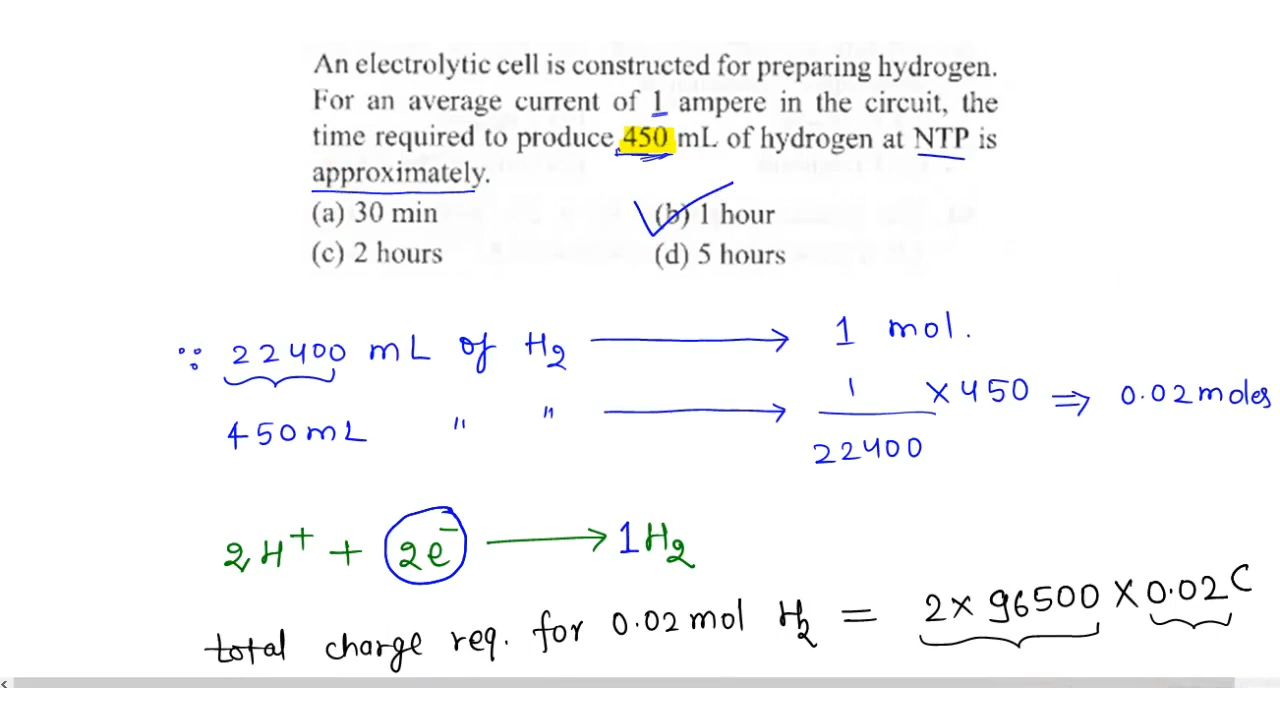 An electrolytic cell is constructed for preparing hydrogen.
For an average current of 1 ampere in the circuit, the
time required to produce 450 mL of hydrogen at NTP is
approximately.
(a) 30 min (b) 1 hour
(c) 2 hours (d) 5 hours
∵ 22400 mL of H₂ → 1 mol.
450mL " " → 1/22400 × 450 ⇒ 0.02 moles
2H⁺ + 2e⁻ → 1H₂
total charge req. for 0.02 mol H₂ = 2 × 96500 × 0.02 C